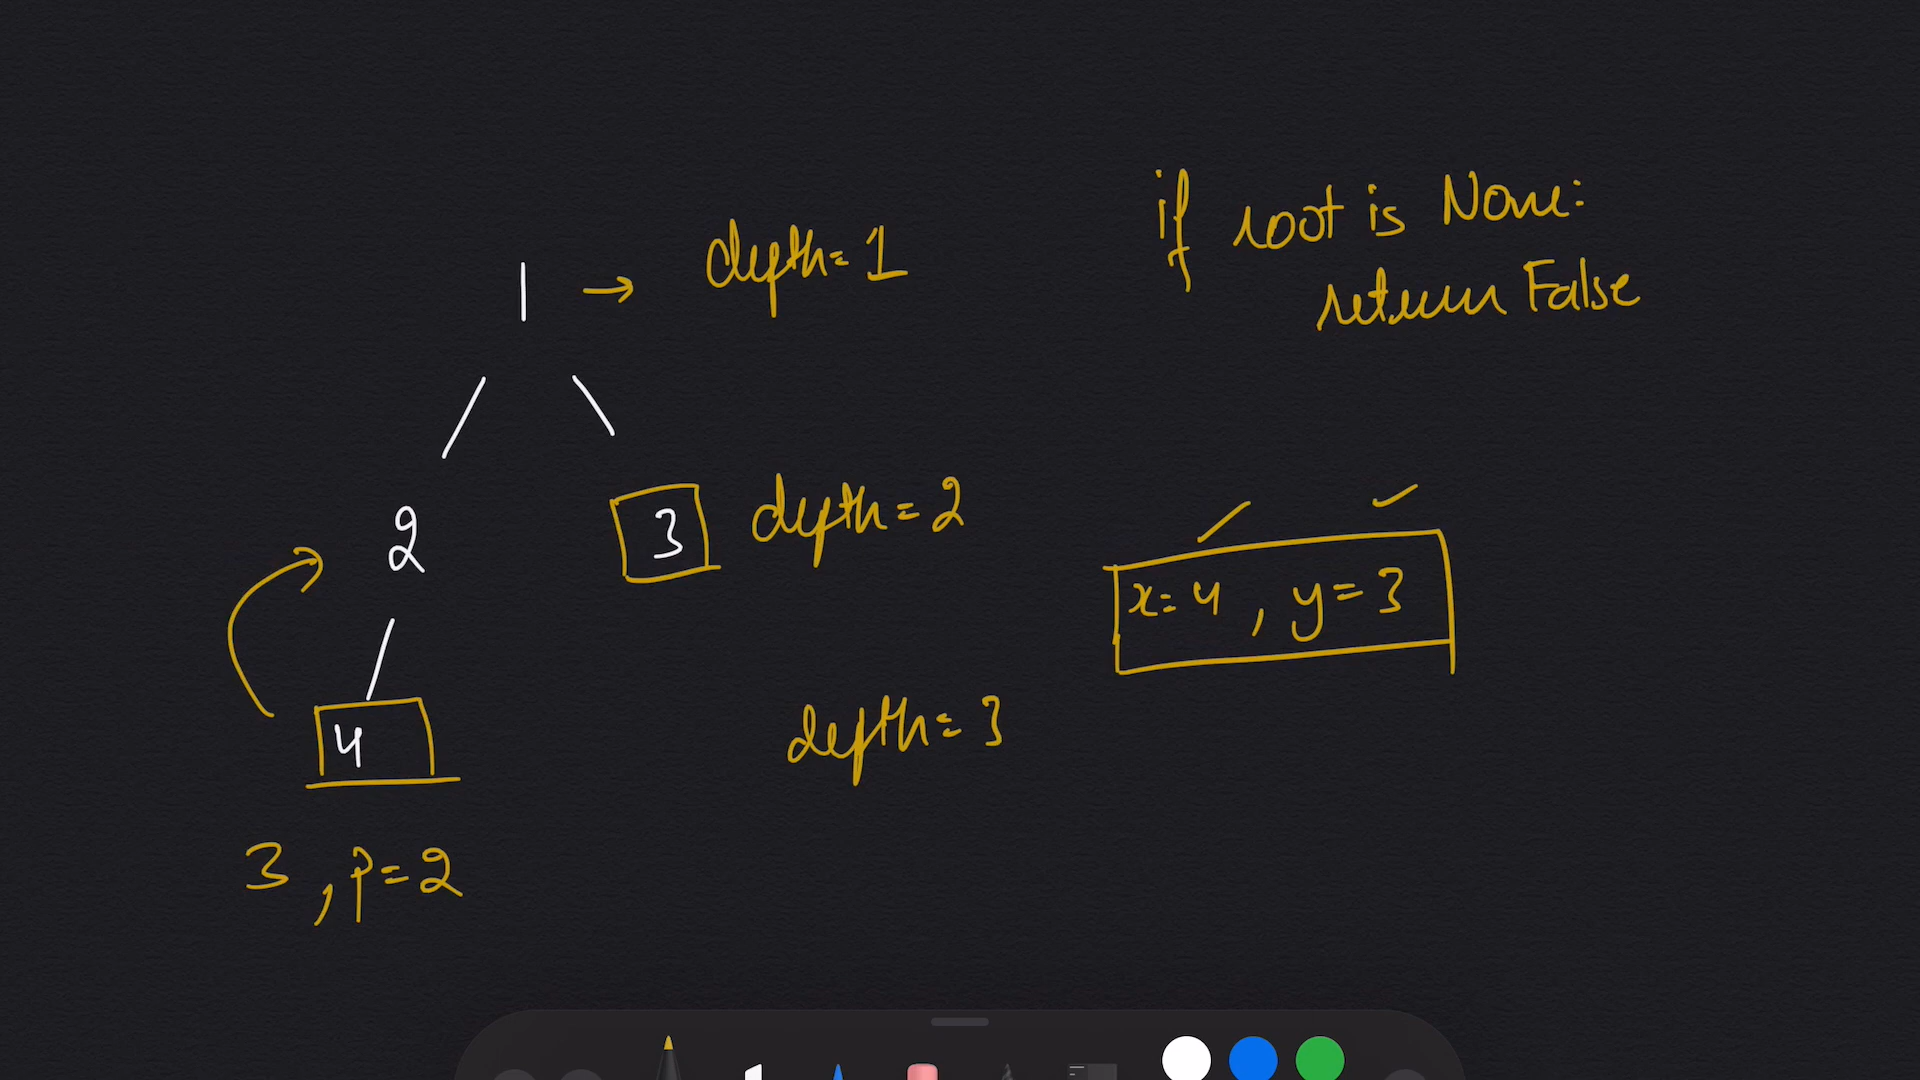 if root is None:
return False
1 → depth=1
2
3 depth=2
x=4, y=3
4
depth=3
3, p=2